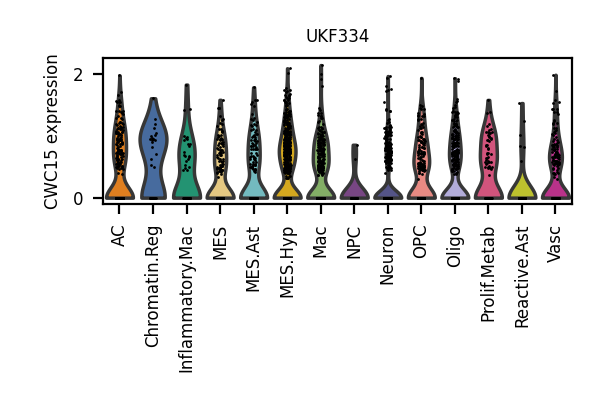 UKF334
CWC15 expression
2
0
AC
Chromatin.Reg
Inflammatory.Mac
MES
MES.Ast
MES.Hyp
Mac
NPC
Neuron
OPC
Oligo
Prolif.Metab
Reactive.Ast
Vasc